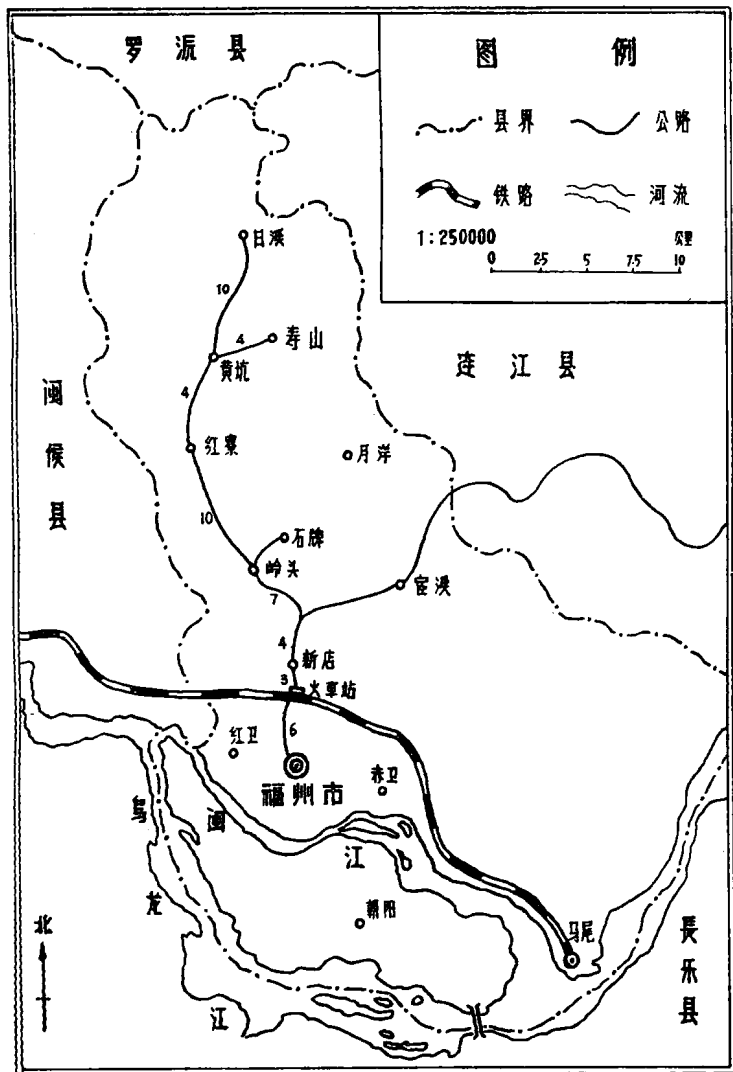 罗源县
图例
县界
公路
铁路
河流
1:250000
公里
0 2.5 5 7.5 10
日溪
10
4
寿山
黄坑
连江县
4
闽侯县
红寮
月洋
10
石牌
岭头
宦溪
7
4
新店
3
火車站
红卫
6
福州市
赤卫
乌龙江
闽江
朝阳
马尾
北
長乐县